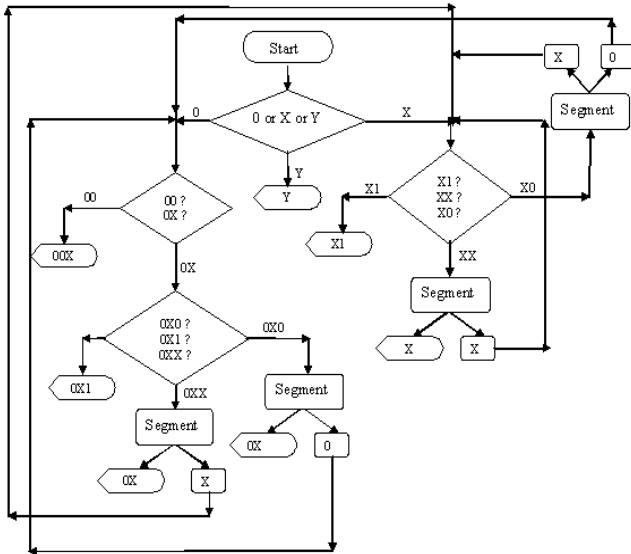 Start
X
0
Segment
0
0 or X or Y
X
Y
Y
00
00 ?
0X ?
X1
X1 ?
XX ?
X0 ?
X0
00X
X1
0X
XX
Segment
0X0 ?
0X1 ?
0XX ?
0X0
X
X
0X1
0XX
Segment
Segment
0X
0
0X
X